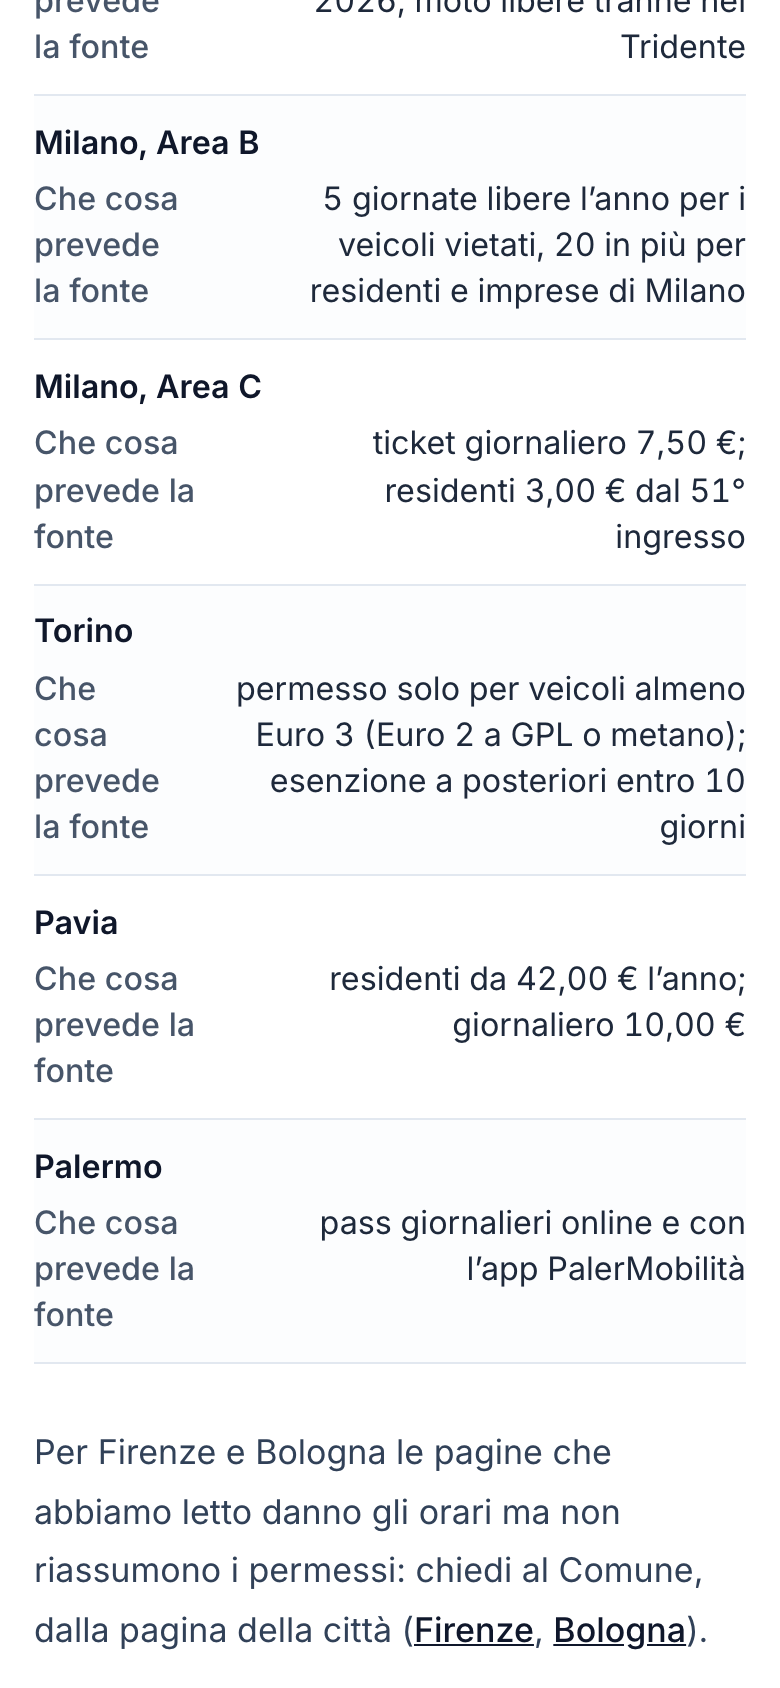 prevede 2026, moto libere tranne nel
la fonte Tridente
Milano, Area B
Che cosa 5 giornate libere l’anno per i
prevede veicoli vietati, 20 in più per
la fonte residenti e imprese di Milano
Milano, Area C
Che cosa ticket giornaliero 7,50 €;
prevede la residenti 3,00 € dal 51°
fonte ingresso
Torino
Che permesso solo per veicoli almeno
cosa Euro 3 (Euro 2 a GPL o metano);
prevede esenzione a posteriori entro 10
la fonte giorni
Pavia
Che cosa residenti da 42,00 € l’anno;
prevede la giornaliero 10,00 €
fonte
Palermo
Che cosa pass giornalieri online e con
prevede la l’app PalerMobilità
fonte
Per Firenze e Bologna le pagine che
abbiamo letto danno gli orari ma non
riassumono i permessi: chiedi al Comune,
dalla pagina della città (Firenze, Bologna).